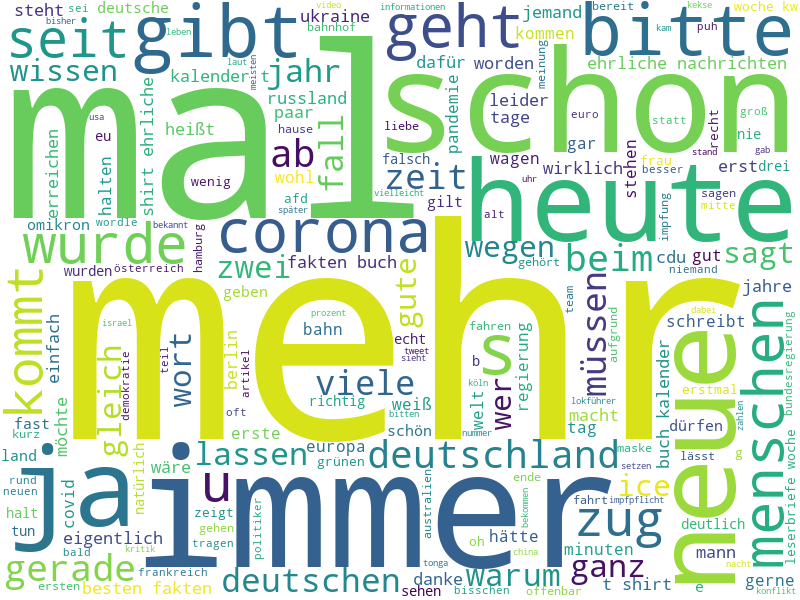 steht
sei
deutsche
seit
gibt
ukraine
bahnhof
informationen
geht
jemand
kommen
bitte
bereit
bisher
leben
video
kam
kekse
woche kw
puh
wissen
kalender
t
jahr
laut
meisten
dafür
worden
meinung
ehrliche nachrichten
mal
schon
russland
paar
usa
leider
tage
euro
statt
groß
nie
heißt
hause
liebe
pandemie
eu
shirt ehrliche
fall
falsch
gar
recht
gab
ab
wenig
wohl
zeit
wagen
wirklich
stehen
frau
stand
erst
drei
erreichen
halten
vielleicht
uhr
besser
afd
gilt
alt
heute
impfung
sagen
mitte
omikron
wordle
bekannt
später
wurde
corona
wegen
beim
cdu
gut
sagt
hamburg
fakten buch
gehört
niemand
wurden
österreich
zwei
gute
team
jahre
kommt
geben
prozent
mehr
müssen
aufgrund
dabei
neue
menschen
bundesregierung
einfach
israel
bahn
echt
fahren
schreibt
demokratie
teil
tweet
sieht
s
regierung
wort
artikel
berlin
viele
b
wer
welt
lokführer
erstmal
gleich
köln
buch kalender
oft
richtig
weiß
macht
zahlen
möchte
bitten
fast
kurz
erste
schön
tag
dürfen
nummer
land
europa
deutschland
maske
lässt
g
leserbriefe woche
wäre
lassen
grünen
setzen
ja
immer
rund
neuen
natürlich
u
ende
fahrt
impfpflicht
ice
covid
zeigt
politiker
australien
bekommen
halt
tun
gehen
oh
hätte
zug
deutlich
eigentlich
tragen
china
minuten
mann
bald
kritik
gerade
frankreich
tonga
warum
ganz
nacht
ersten
besten fakten
deutschen
danke
sehen
bisschen
offenbar
t shirt
e
gerne
konflikt